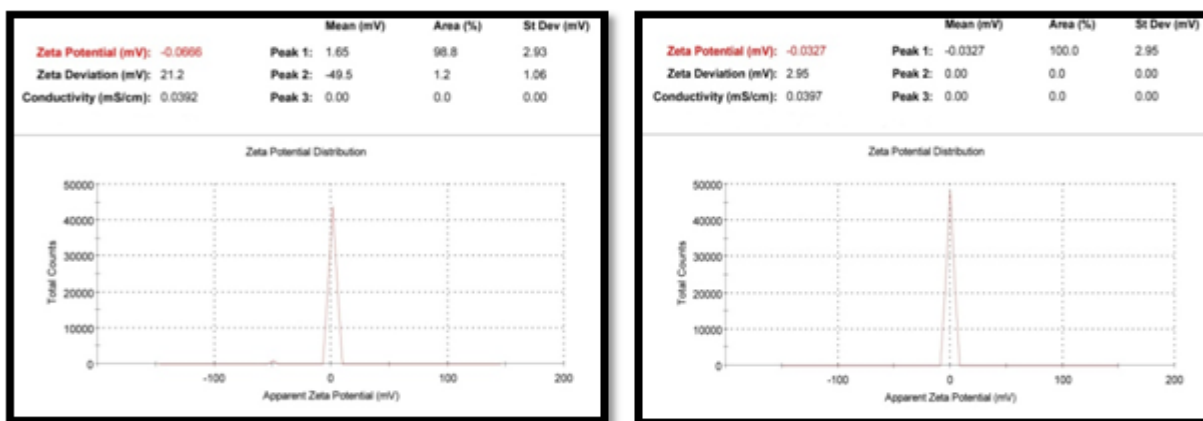 Mean (mV) Area (%) St Dev (mV)
Zeta Potential (mV): -0.0666 Peak 1: 1.65 98.8 2.93
Zeta Deviation (mV): 21.2 Peak 2: -49.5 1.2 1.06
Conductivity (mS/cm): 0.0392 Peak 3: 0.00 0.0 0.00
Zeta Potential Distribution
50000
40000
30000
20000
10000
0
Total Counts
-100 0 100 200
Apparent Zeta Potential (mV)
Mean (mV) Area (%) St Dev (mV)
Zeta Potential (mV): -0.0327 Peak 1: -0.0327 100.0 2.95
Zeta Deviation (mV): 2.95 Peak 2: 0.00 0.0 0.00
Conductivity (mS/cm): 0.0397 Peak 3: 0.00 0.0 0.00
Zeta Potential Distribution
50000
40000
30000
20000
10000
0
Total Counts
-100 0 100 200
Apparent Zeta Potential (mV)